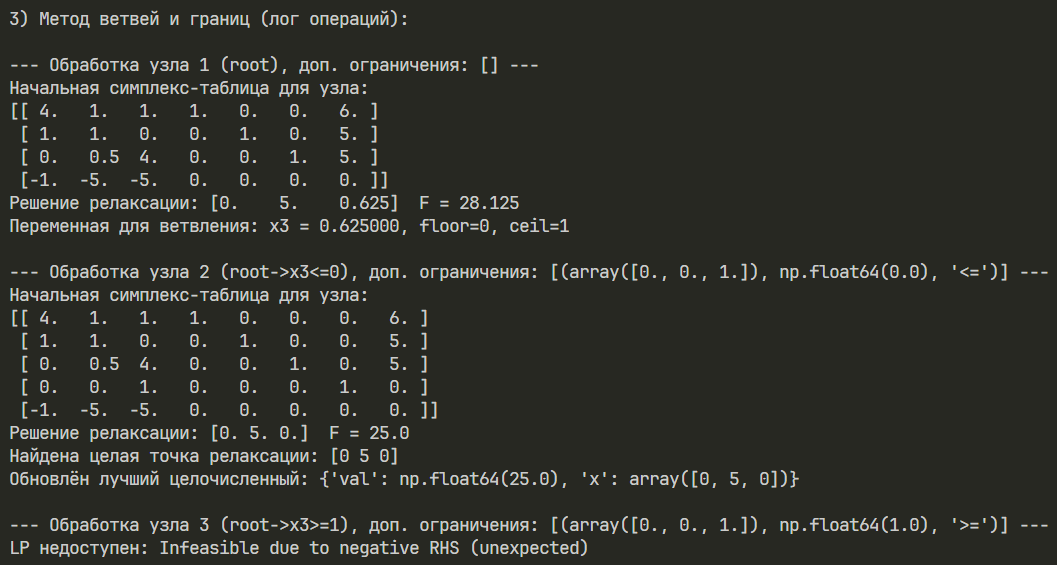 3) Метод ветвей и границ (лог операций):
--- Обработка узла 1 (root), доп. ограничения: [] ---
Начальная симплекс-таблица для узла:
[[ 4.   1.   1.   1.   0.   0.   6. ]
 [ 1.   1.   0.   0.   1.   0.   5. ]
 [ 0.   0.5  4.   0.   0.   1.   5. ]
 [-1.  -5.  -5.   0.   0.   0.   0. ]]
Решение релаксации: [0.    5.    0.625]  F = 28.125
Переменная для ветвления: x3 = 0.625000, floor=0, ceil=1
--- Обработка узла 2 (root->x3<=0), доп. ограничения: [(array([0., 0., 1.]), np.float64(0.0), '<=')] ---
Начальная симплекс-таблица для узла:
[[ 4.   1.   1.   1.   0.   0.   0.   6. ]
 [ 1.   1.   0.   0.   1.   0.   0.   5. ]
 [ 0.   0.5  4.   0.   0.   1.   0.   5. ]
 [ 0.   0.   1.   0.   0.   0.   1.   0. ]
 [-1.  -5.  -5.   0.   0.   0.   0.   0. ]]
Решение релаксации: [0. 5. 0.]  F = 25.0
Найдена целая точка релаксации: [0 5 0]
Обновлён лучший целочисленный: {'val': np.float64(25.0), 'x': array([0, 5, 0])}
--- Обработка узла 3 (root->x3>=1), доп. ограничения: [(array([0., 0., 1.]), np.float64(1.0), '>=')] ---
LP недоступен: Infeasible due to negative RHS (unexpected)